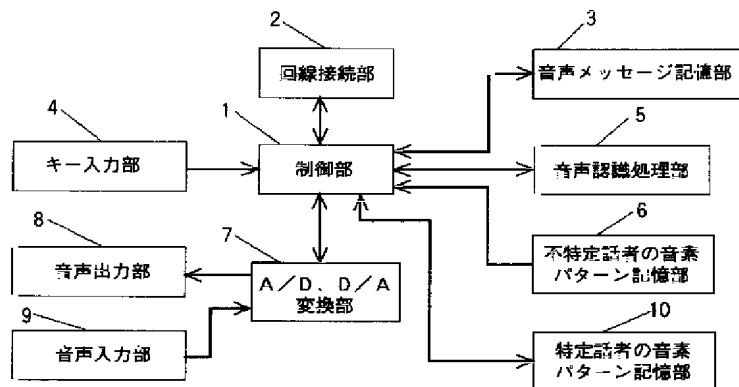 2
回線接続部
3
音声メッセージ記憶部
4
キー入力部
1
制御部
5
音声認識処理部
6
不特定話者の音素
パターン記憶部
8
音声出力部
7
A/D、D/A
変換部
9
音声入力部
10
特定話者の音素
パターン記憶部